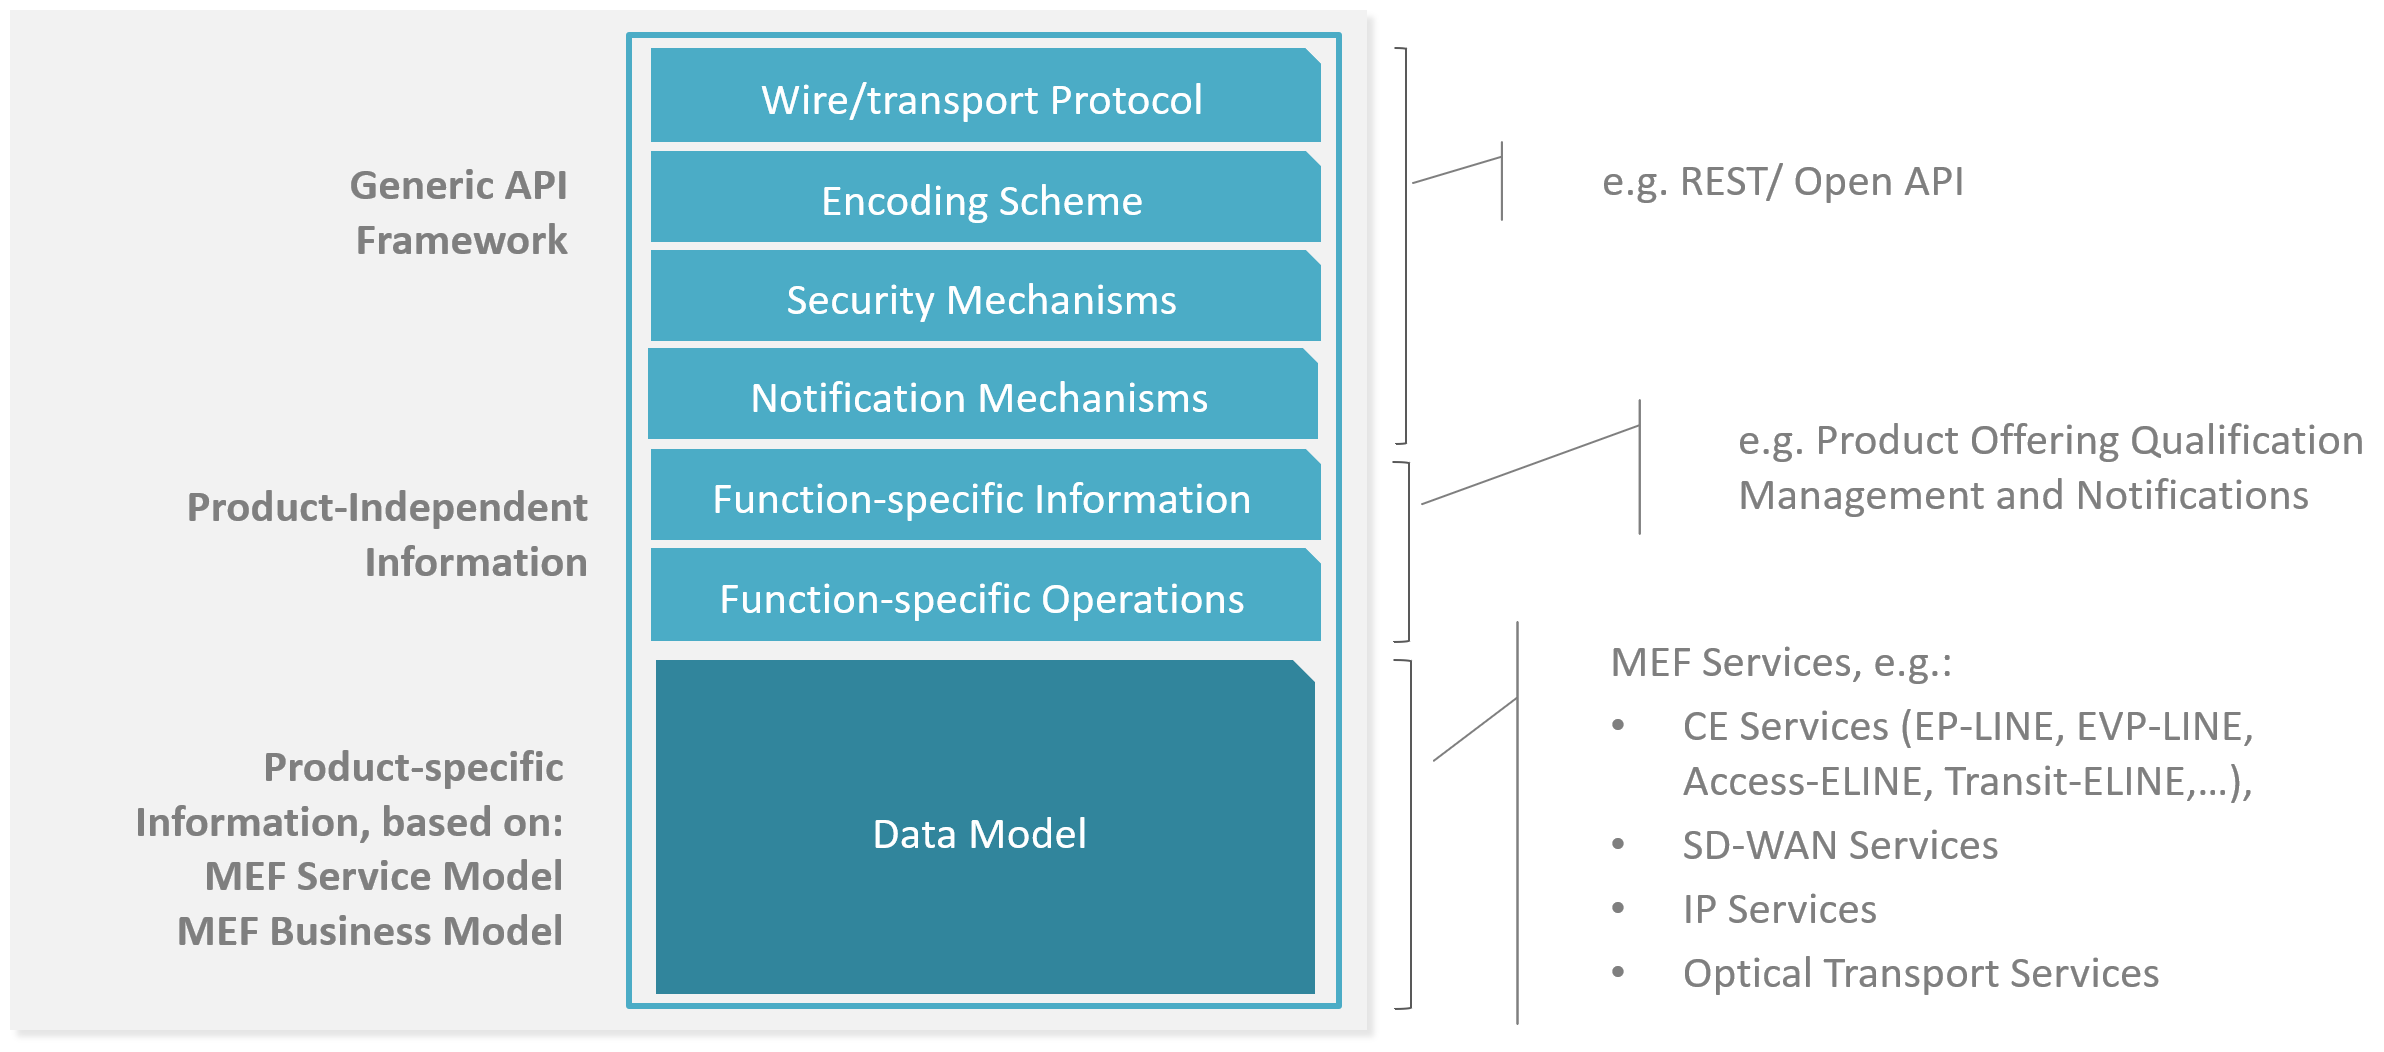 Generic API
Framework
Product-Independent
Information
Product-specific
Information, based on:
MEF Service Model
MEF Business Model
Wire/transport Protocol
Encoding Scheme
Security Mechanisms
Notification Mechanisms
Function-specific Information
Function-specific Operations
Data Model
e.g. REST/ Open API
e.g. Product Offering Qualification
Management and Notifications
MEF Services, e.g.:
• CE Services (EP-LINE, EVP-LINE,
Access-ELINE, Transit-ELINE,...),
• SD-WAN Services
• IP Services
• Optical Transport Services